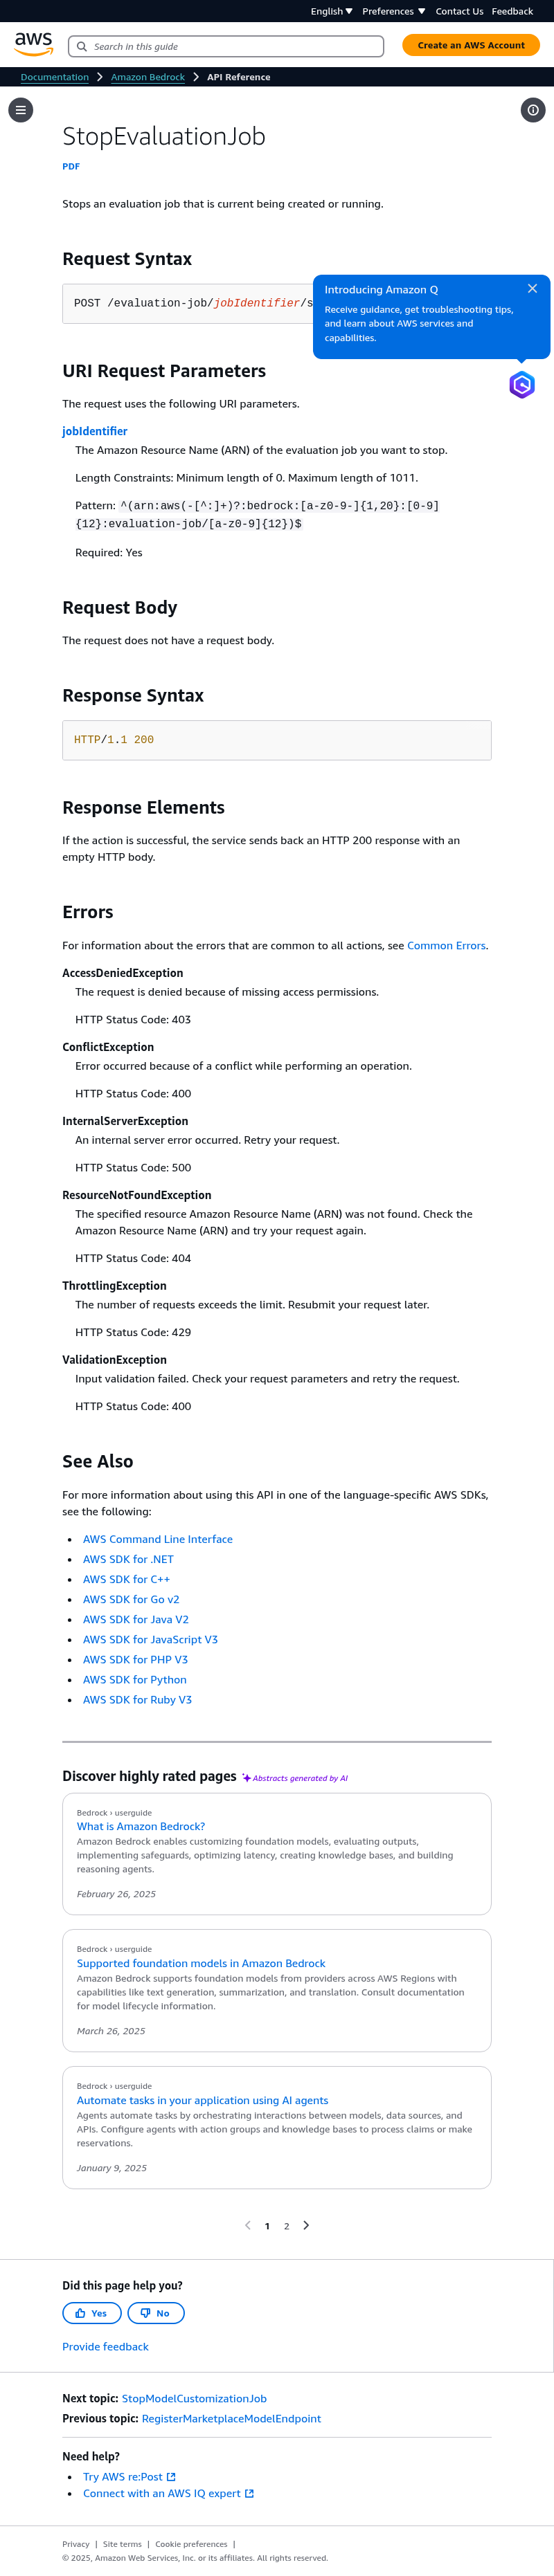 English Preferences Contact Us Feedback
aws
Search in this guide
Create an AWS Account
Documentation Amazon Bedrock API Reference
StopEvaluationJob
PDF
Stops an evaluation job that is current being created or running.
Request Syntax
POST /evaluation-job/jobIdentifier/s
Introducing Amazon Q
Receive guidance, get troubleshooting tips,
and learn about AWS services and
capabilities.
URI Request Parameters
The request uses the following URI parameters.
jobIdentifier
The Amazon Resource Name (ARN) of the evaluation job you want to stop.
Length Constraints: Minimum length of 0. Maximum length of 1011.
Pattern: ^(arn:aws(-[^:]+)?:bedrock:[a-z0-9-]{1,20}:[0-9]
{12}:evaluation-job/[a-z0-9]{12})$
Required: Yes
Request Body
The request does not have a request body.
Response Syntax
HTTP/1.1 200
Response Elements
If the action is successful, the service sends back an HTTP 200 response with an
empty HTTP body.
Errors
For information about the errors that are common to all actions, see Common Errors.
AccessDeniedException
The request is denied because of missing access permissions.
HTTP Status Code: 403
ConflictException
Error occurred because of a conflict while performing an operation.
HTTP Status Code: 400
InternalServerException
An internal server error occurred. Retry your request.
HTTP Status Code: 500
ResourceNotFoundException
The specified resource Amazon Resource Name (ARN) was not found. Check the
Amazon Resource Name (ARN) and try your request again.
HTTP Status Code: 404
ThrottlingException
The number of requests exceeds the limit. Resubmit your request later.
HTTP Status Code: 429
ValidationException
Input validation failed. Check your request parameters and retry the request.
HTTP Status Code: 400
See Also
For more information about using this API in one of the language-specific AWS SDKs,
see the following:
• AWS Command Line Interface
• AWS SDK for .NET
• AWS SDK for C++
• AWS SDK for Go v2
• AWS SDK for Java V2
• AWS SDK for JavaScript V3
• AWS SDK for PHP V3
• AWS SDK for Python
• AWS SDK for Ruby V3
Discover highly rated pages Abstracts generated by AI
Bedrock › userguide
What is Amazon Bedrock?
Amazon Bedrock enables customizing foundation models, evaluating outputs,
implementing safeguards, optimizing latency, creating knowledge bases, and building
reasoning agents.
February 26, 2025
Bedrock › userguide
Supported foundation models in Amazon Bedrock
Amazon Bedrock supports foundation models from providers across AWS Regions with
capabilities like text generation, summarization, and translation. Consult documentation
for model lifecycle information.
March 26, 2025
Bedrock › userguide
Automate tasks in your application using AI agents
Agents automate tasks by orchestrating interactions between models, data sources, and
APIs. Configure agents with action groups and knowledge bases to process claims or make
reservations.
January 9, 2025
1 2
Did this page help you?
Yes No
Provide feedback
Next topic: StopModelCustomizationJob
Previous topic: RegisterMarketplaceModelEndpoint
Need help?
• Try AWS re:Post
• Connect with an AWS IQ expert
Privacy | Site terms | Cookie preferences |
© 2025, Amazon Web Services, Inc. or its affiliates. All rights reserved.